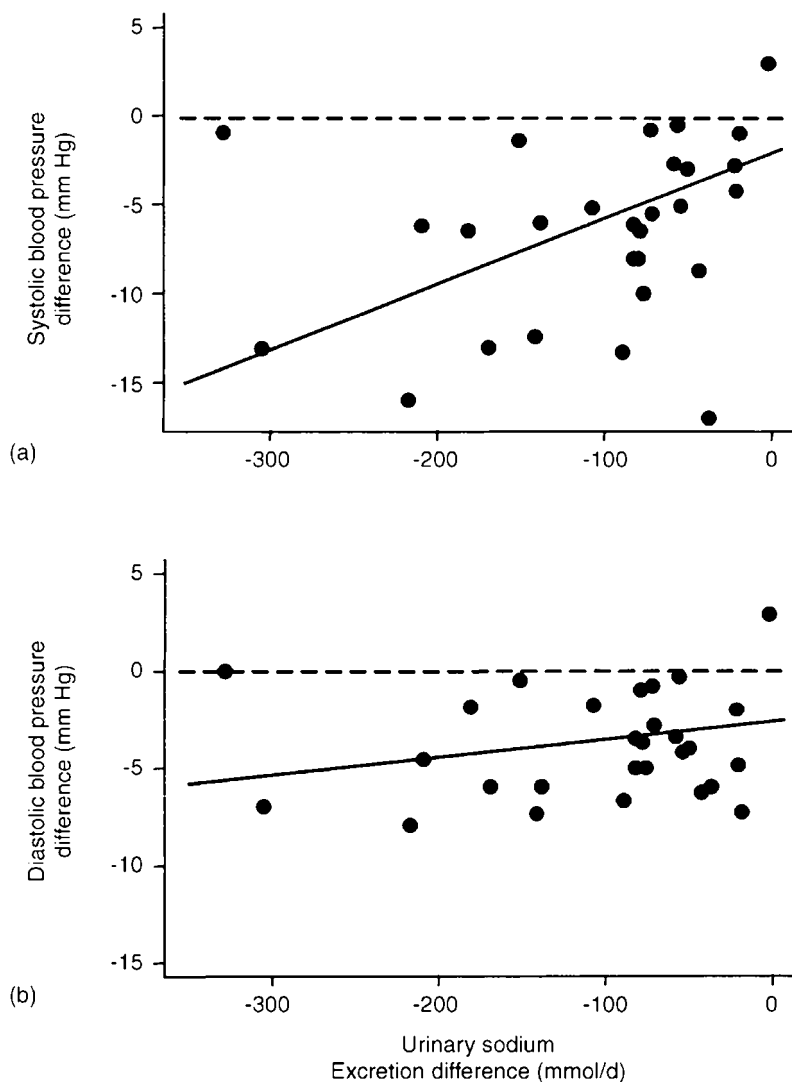 5
0
-5
-10
-15
Systolic blood pressure
difference (mm Hg)
(a)
-300
-200
-100
0
5
0
-5
-10
-15
Diastolic blood pressure
difference (mm Hg)
(b)
-300
-200
-100
0
Urinary sodium
Excretion difference (mmol/d)